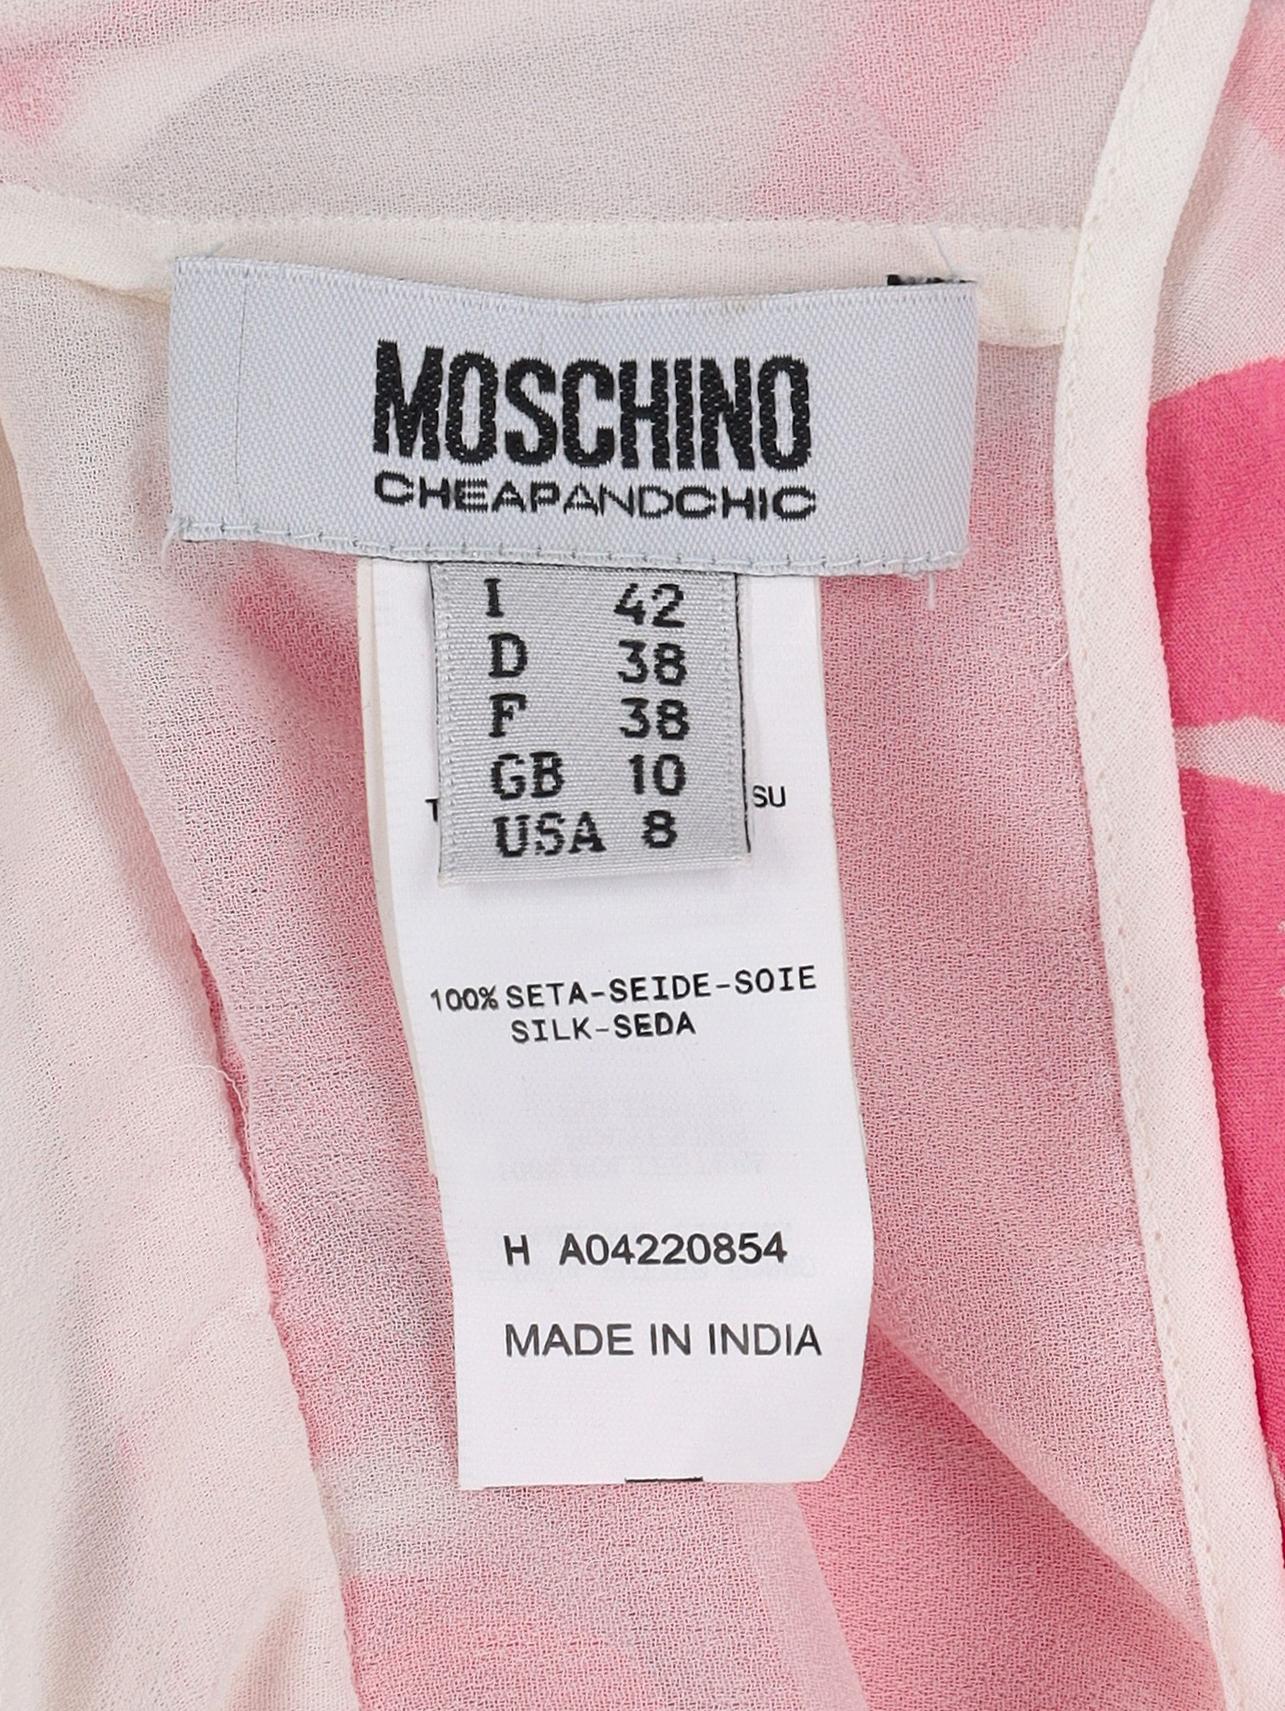 MOSCHINO
CHEAPANDCHIC
I 42
D 38
F 38
GB 10
USA 8
SU
100% SETA-SEIDE-SOIE
SILK-SEDA
H A04220854
MADE IN INDIA